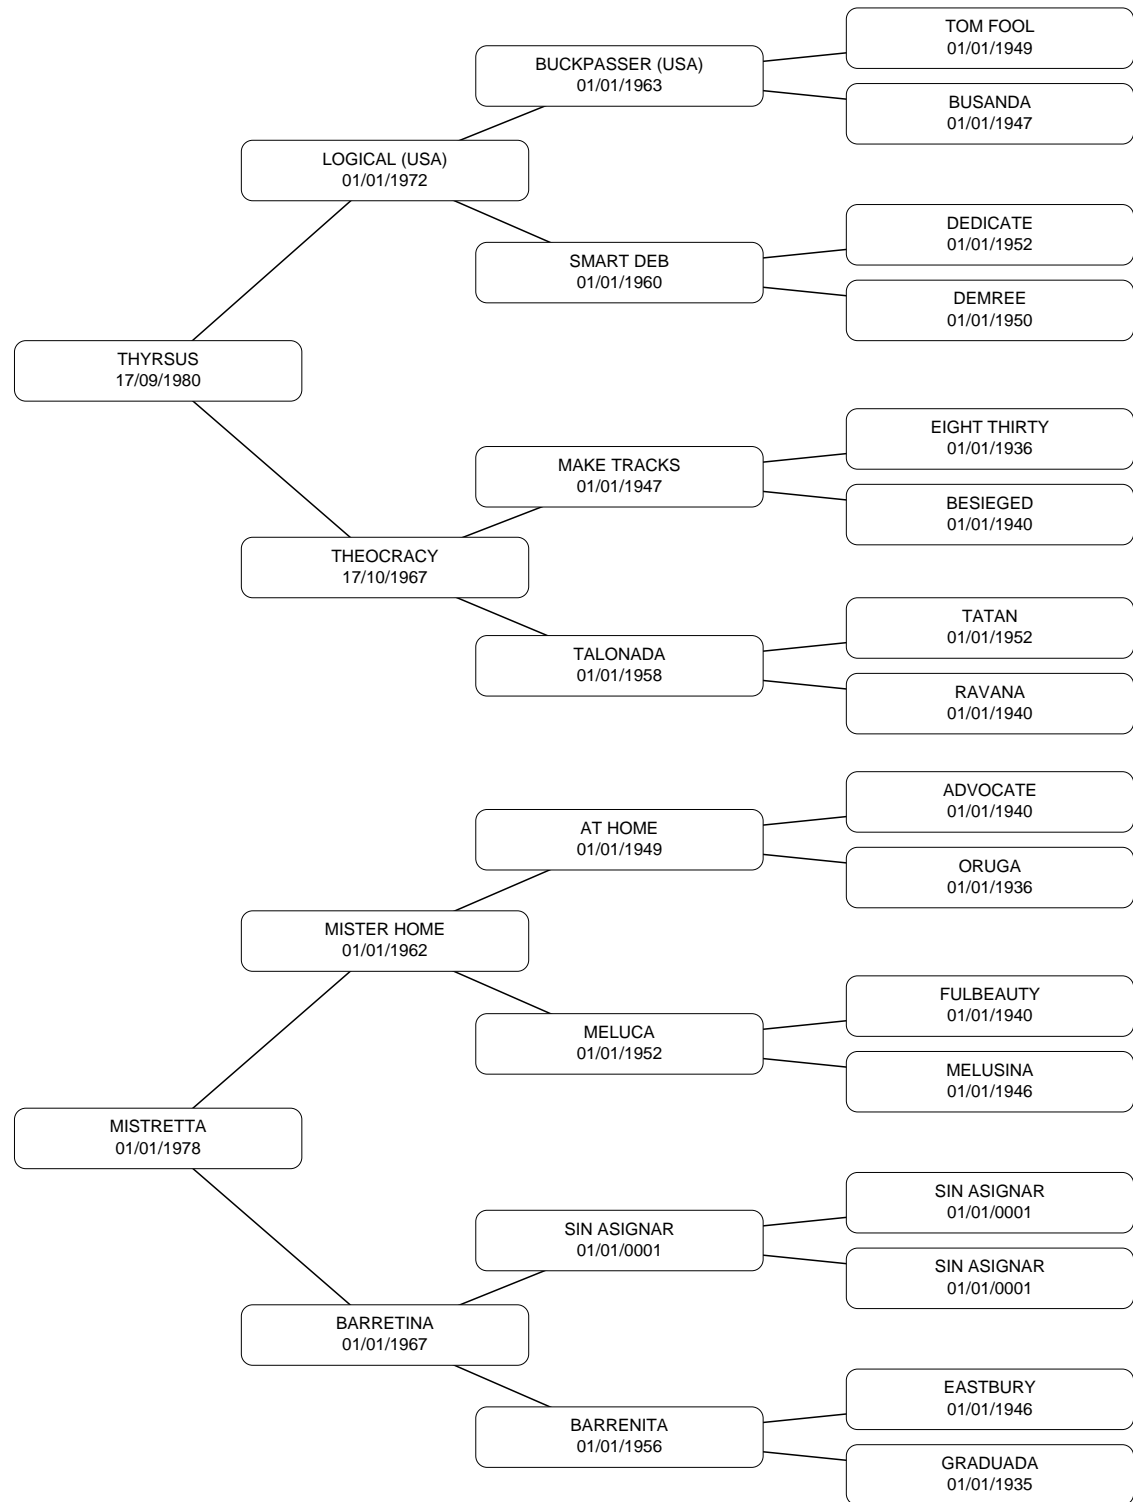 TOM FOOL
01/01/1949
BUCKPASSER (USA)
01/01/1963
BUSANDA
01/01/1947
LOGICAL (USA)
01/01/1972
DEDICATE
01/01/1952
SMART DEB
01/01/1960
DEMREE
01/01/1950
THYRSUS
17/09/1980
EIGHT THIRTY
01/01/1936
MAKE TRACKS
01/01/1947
BESIEGED
01/01/1940
THEOCRACY
17/10/1967
TATAN
01/01/1952
TALONADA
01/01/1958
RAVANA
01/01/1940
ADVOCATE
01/01/1940
AT HOME
01/01/1949
ORUGA
01/01/1936
MISTER HOME
01/01/1962
FULBEAUTY
01/01/1940
MELUCA
01/01/1952
MELUSINA
01/01/1946
MISTRETTA
01/01/1978
SIN ASIGNAR
01/01/0001
SIN ASIGNAR
01/01/0001
SIN ASIGNAR
01/01/0001
BARRETINA
01/01/1967
EASTBURY
01/01/1946
BARRENITA
01/01/1956
GRADUADA
01/01/1935